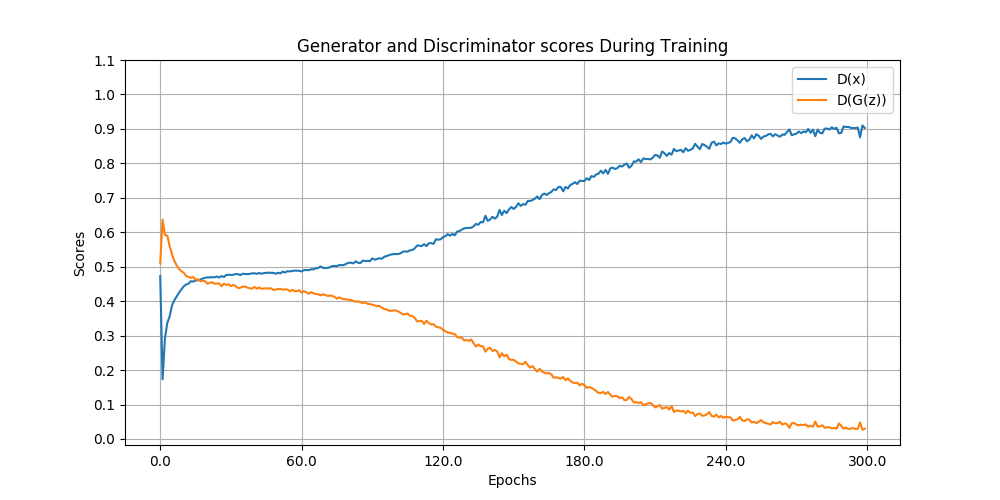 Generator and Discriminator scores During Training
1.1
1.0
0.9
0.8
0.7
0.6
0.5
0.4
0.3
0.2
0.1
0.0
Scores
D(x)
D(G(z))
0.0 60.0 120.0 180.0 240.0 300.0
Epochs